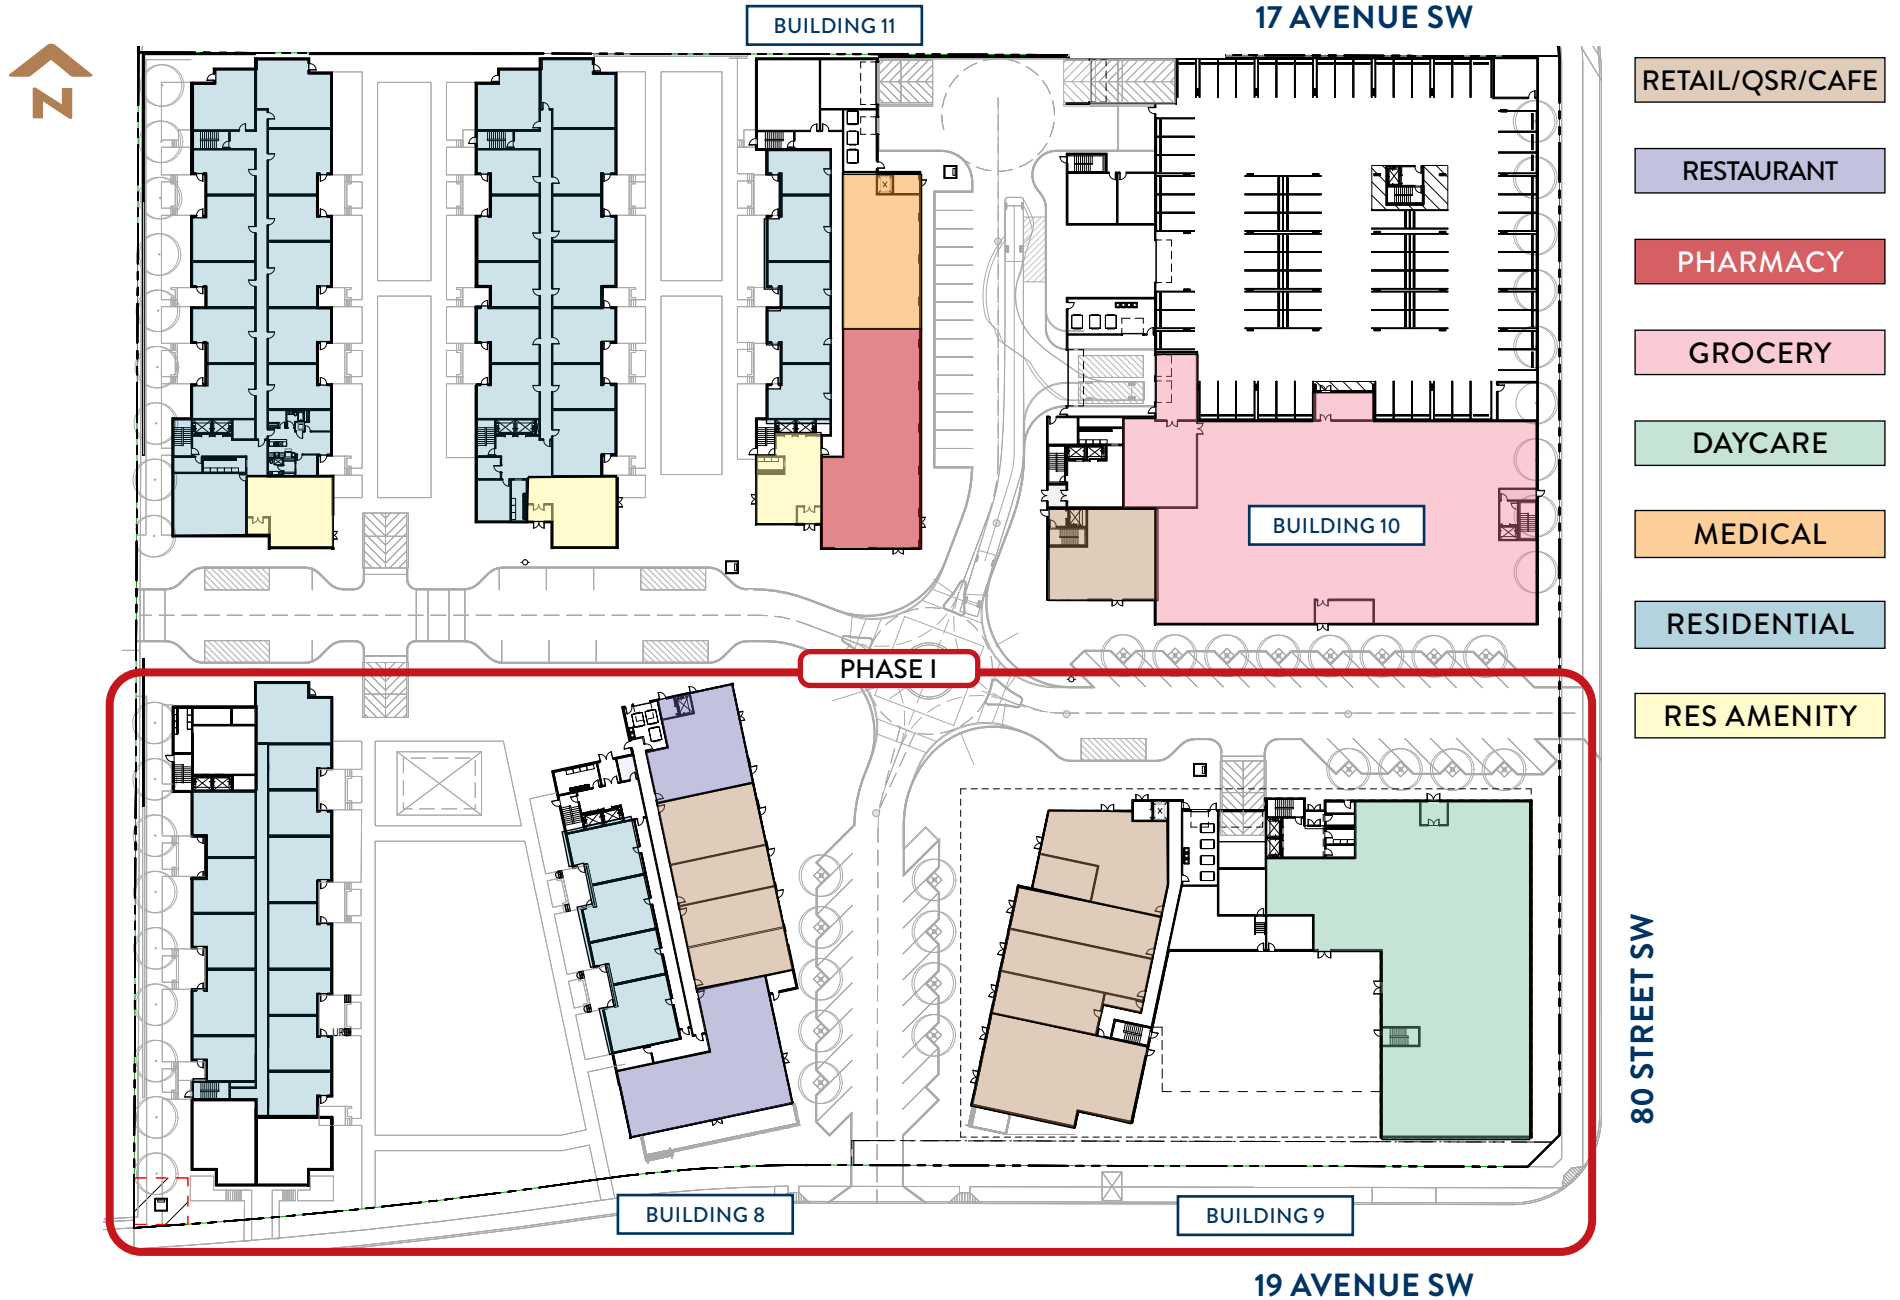 BUILDING 11
17 AVENUE SW
N
RETAIL/QSR/CAFE
RESTAURANT
PHARMACY
GROCERY
DAYCARE
MEDICAL
RESIDENTIAL
RES AMENITY
BUILDING 10
PHASE I
80 STREET SW
BUILDING 8
BUILDING 9
19 AVENUE SW